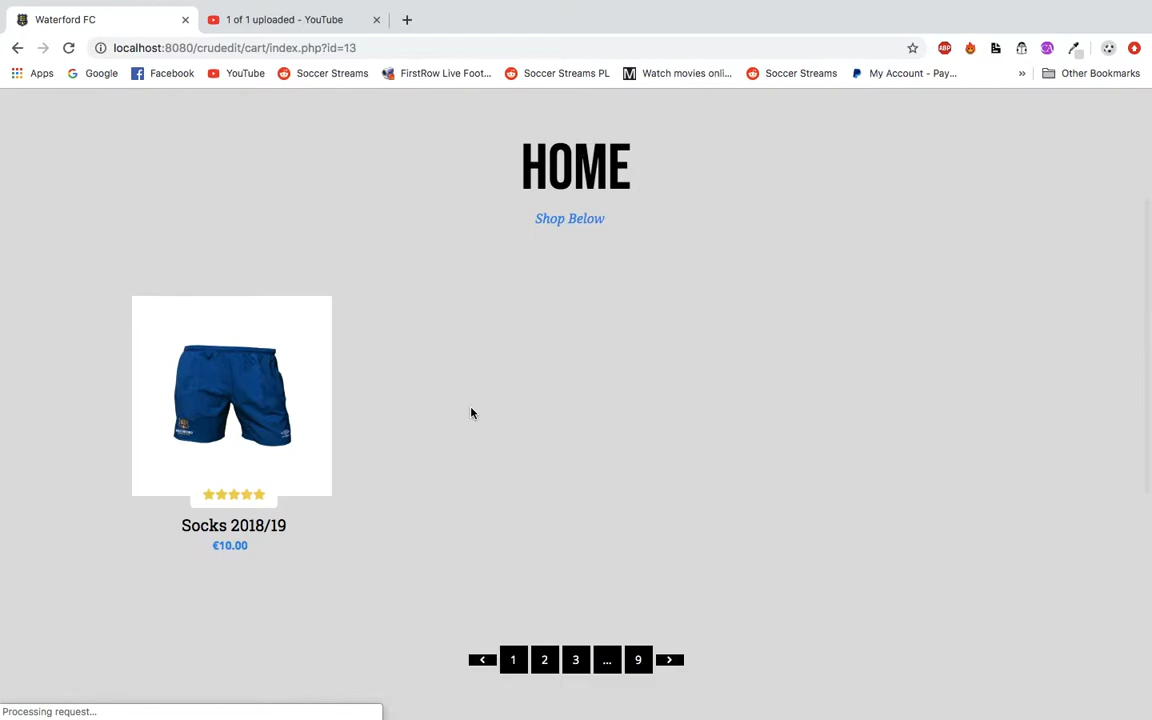 Waterford FC
1 of 1 uploaded - YouTube
localhost:8080/crudedit/cart/index.php?id=13
ABP
Apps
Google
Facebook
YouTube
Soccer Streams
FirstRow Live Foot...
Soccer Streams PL
Watch movies onli...
Soccer Streams
My Account - Pay...
»
Other Bookmarks
HOME
Shop Below
Socks 2018/19
€10.00
1 2 3 ... 9
Processing request...